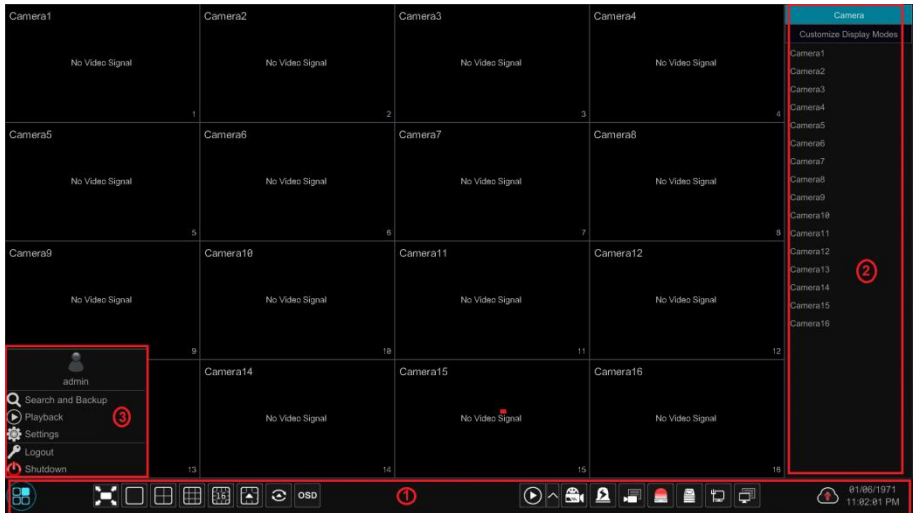 Camera1
Camera2
Camera3
Camera4
No Video Signal
No Video Signal
No Video Signal
No Video Signal
1
2
3
4
Camera5
Camera6
Camera7
Camera8
No Video Signal
No Video Signal
No Video Signal
No Video Signal
5
6
7
8
Camera9
Camera10
Camera11
Camera12
No Video Signal
No Video Signal
No Video Signal
No Video Signal
9
10
11
12
Camera14
Camera15
Camera16
No Video Signal
No Video Signal
No Video Signal
13
14
15
16
admin
Search and Backup
Playback
Settings
Logout
Shutdown
3
Camera
Customize Display Modes
Camera1
Camera2
Camera3
Camera4
Camera5
Camera6
Camera7
Camera8
Camera9
Camera10
Camera11
Camera12
Camera13
Camera14
Camera15
Camera16
2
16
OSD
1
01/06/1971
11:02:01 PM